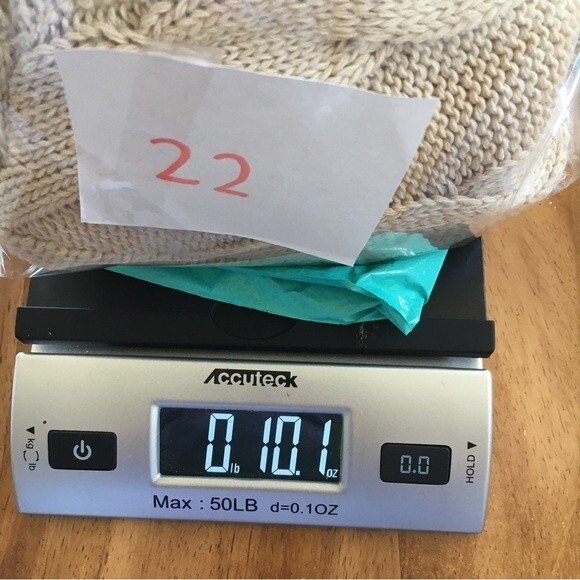 22
Accuteck
0 lb 10.1 oz
kg lb
0.0
HOLD
Max : 50LB d=0.1OZ